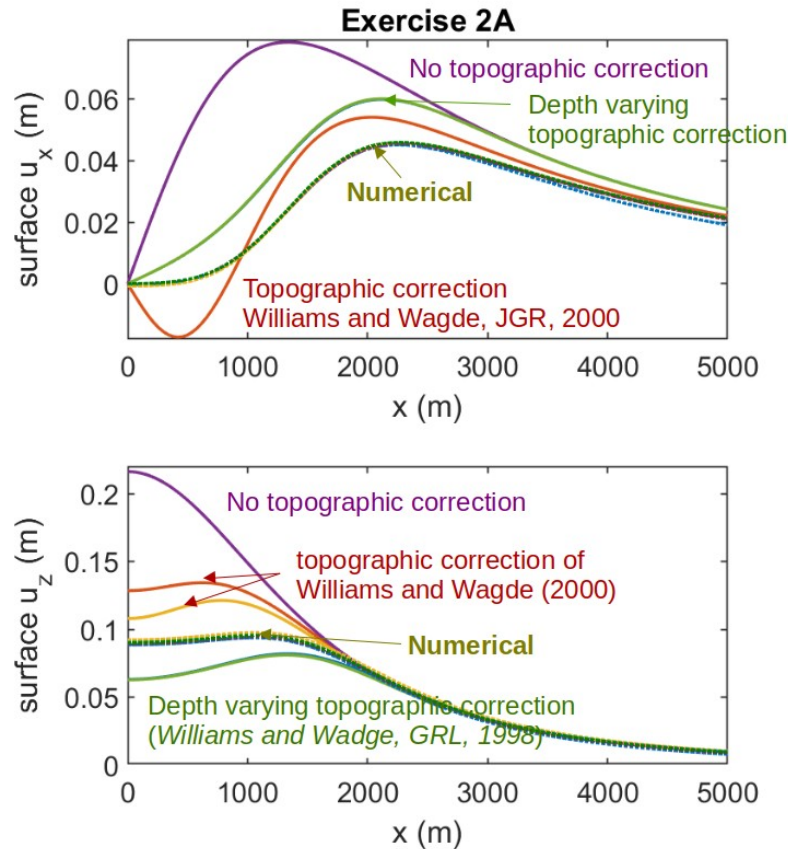 Exercise 2A
surface u_x (m)
0.06
0.04
0.02
0
No topographic correction
Depth varying
topographic correction
Numerical
Topographic correction
Williams and Wagde, JGR, 2000
0 1000 2000 3000 4000 5000
x (m)
surface u_z (m)
0.2
0.15
0.1
0.05
0
No topographic correction
topographic correction of
Williams and Wagde (2000)
Numerical
Depth varying topographic correction
(Williams and Wadge, GRL, 1998)
0 1000 2000 3000 4000 5000
x (m)